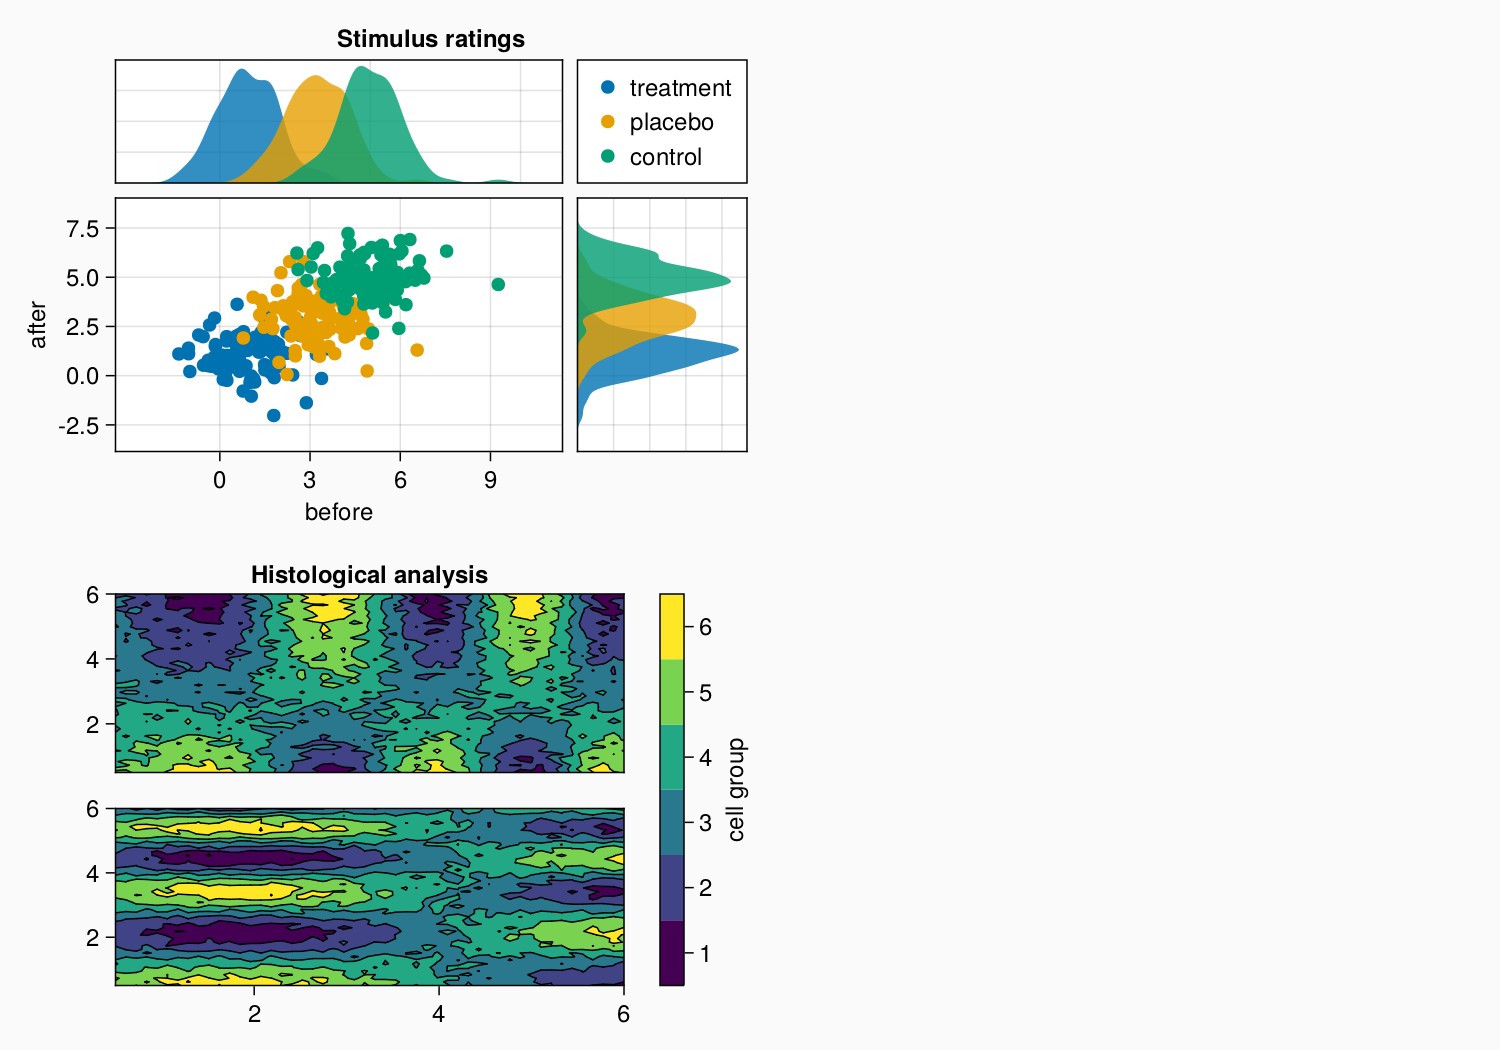 Stimulus ratings
treatment
placebo
control
7.5
5.0
2.5
0.0
-2.5
after
0 3 6 9
before
Histological analysis
6
4
2
6
4
2
2 4 6
6
5
4
3
2
1
cell group